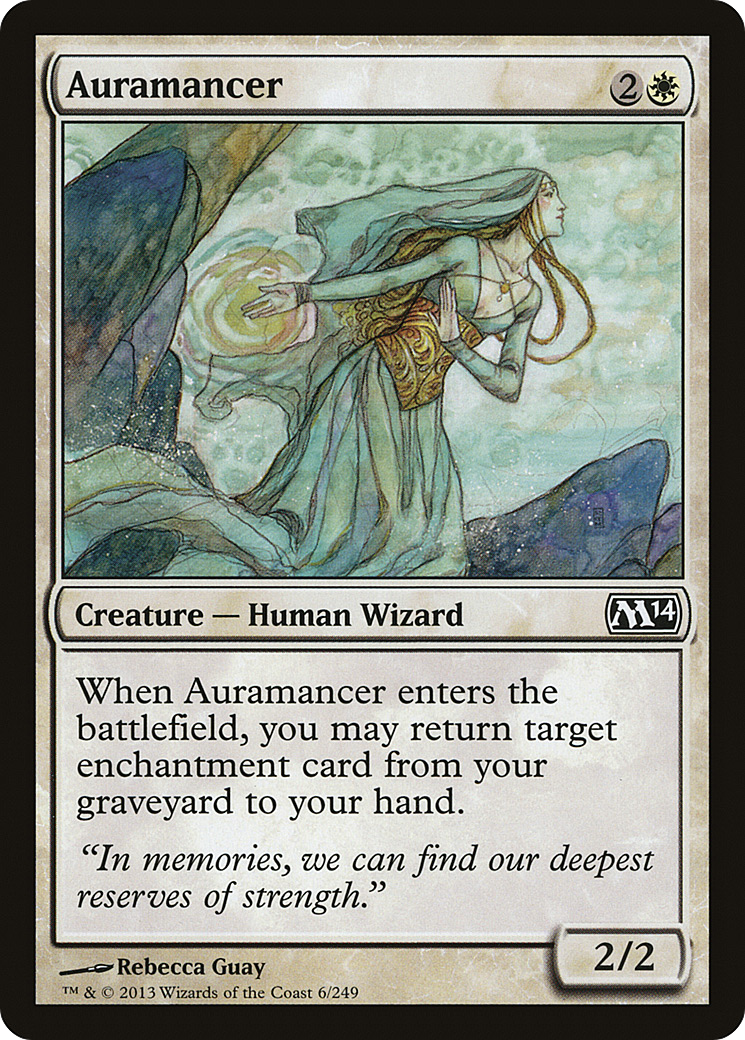 Auramancer 2
Creature — Human Wizard M14
When Auramancer enters the
battlefield, you may return target
enchantment card from your
graveyard to your hand.
“In memories, we can find our deepest
reserves of strength.”
2/2
Rebecca Guay
™ & © 2013 Wizards of the Coast 6/249